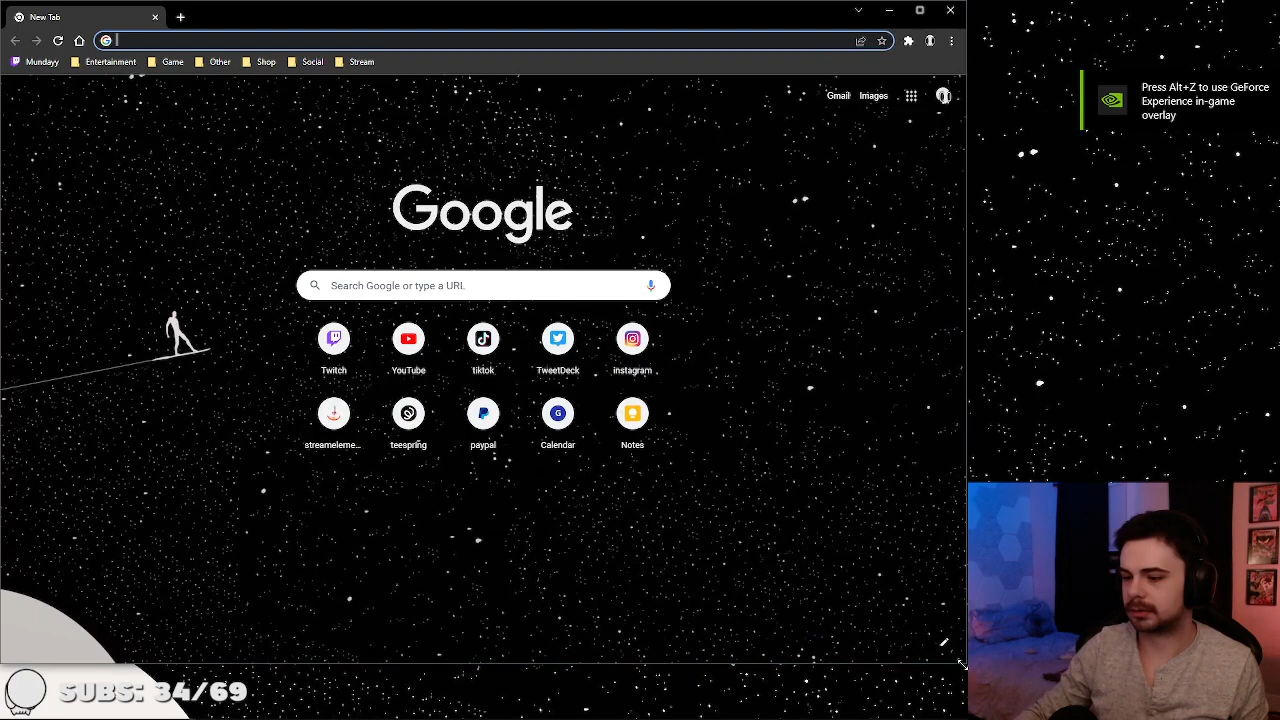 New Tab
Mundayy Entertainment Game Other Shop Social Stream
Gmail Images
Press Alt+Z to use GeForce
Experience in-game
overlay
Google
Search Google or type a URL
Twitch YouTube tiktok TweetDeck instagram
streameleme... teespring paypal Calendar Notes
SUBS: 34/69